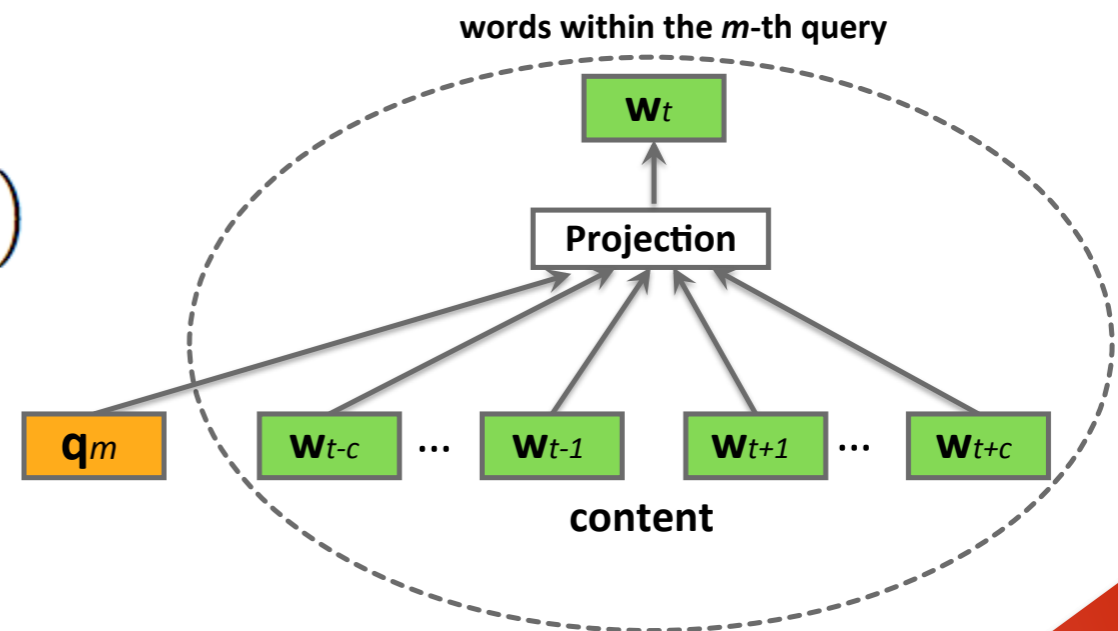 words within the m-th query
wt
)
Projection
qm
wt-c ... wt-1 wt+1 ... wt+c
content